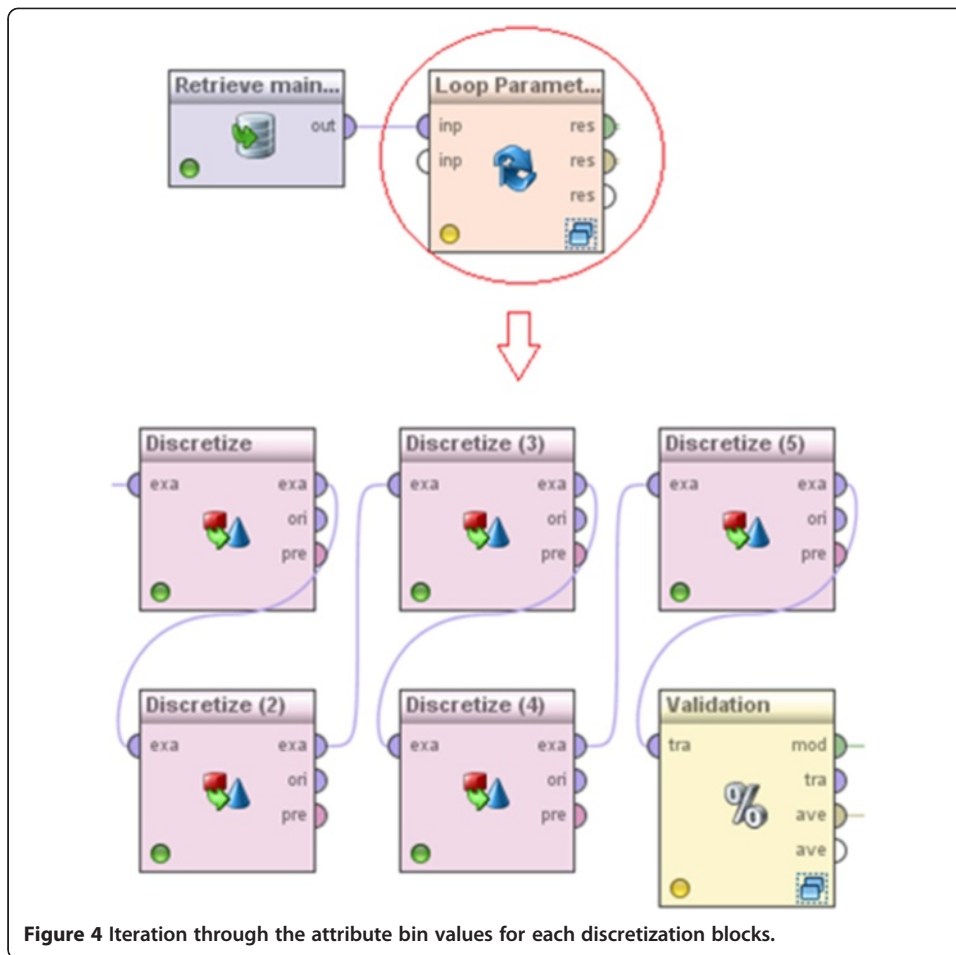 Retrieve main...
out
Loop Paramet...
inp
res
inp
res
res
Discretize
exa
exa
ori
pre
Discretize (3)
exa
exa
ori
pre
Discretize (5)
exa
exa
ori
pre
Discretize (2)
exa
exa
ori
pre
Discretize (4)
exa
exa
ori
pre
Validation
tra
mod
tra
%
ave
ave
Figure 4 Iteration through the attribute bin values for each discretization blocks.